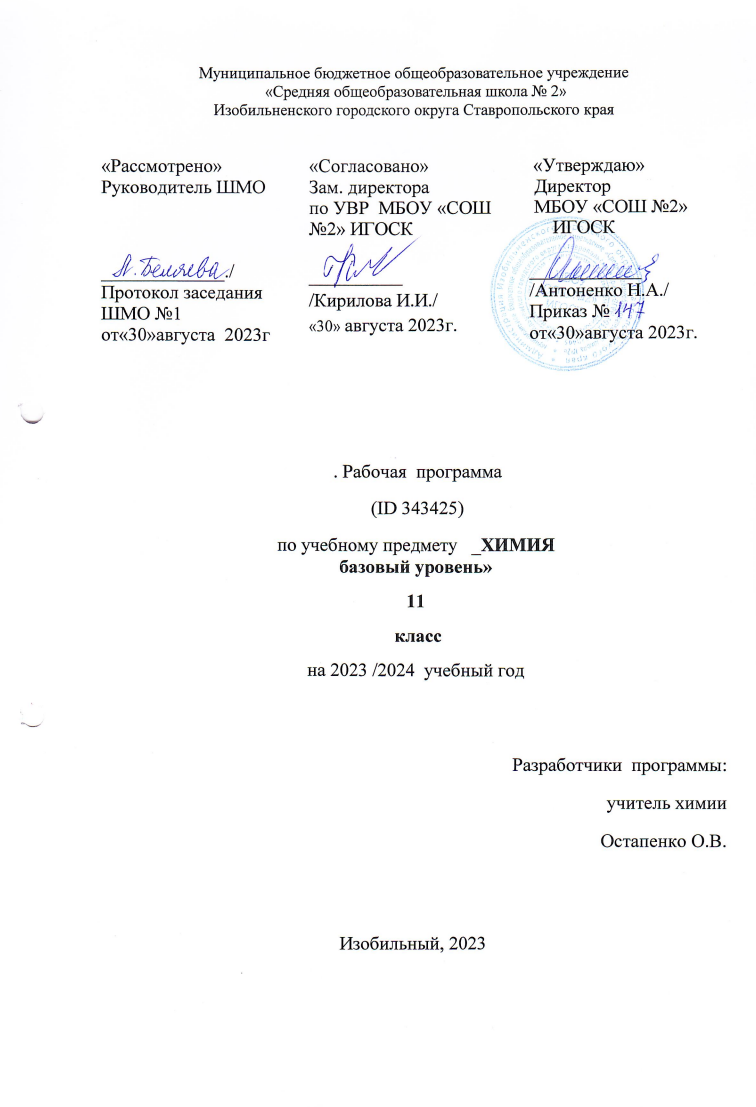 Муниципальное бюджетное общеобразовательное учреждение
«Средняя общеобразовательная школа № 2»
Изобильненского городского округа Ставропольского края
«Рассмотрено»
Руководитель ШМО
Л. Беляева./
Протокол заседания
ШМО №1
от«30»августа 2023г
«Согласовано»
Зам. директора
по УВР МБОУ «СОШ
№2» ИГОСК
/Кирилова И.И./
«30» августа 2023г.
«Утверждаю»
Директор
МБОУ «СОШ №2»
ИГОСК
/Антоненко Н.А./
Приказ № 147
от«30»августа 2023г.
. Рабочая программа
(ID 343425)
по учебному предмету _ХИМИЯ
базовый уровень»
11
класс
на 2023 /2024 учебный год
Разработчики программы:
учитель химии
Остапенко О.В.
Изобильный, 2023